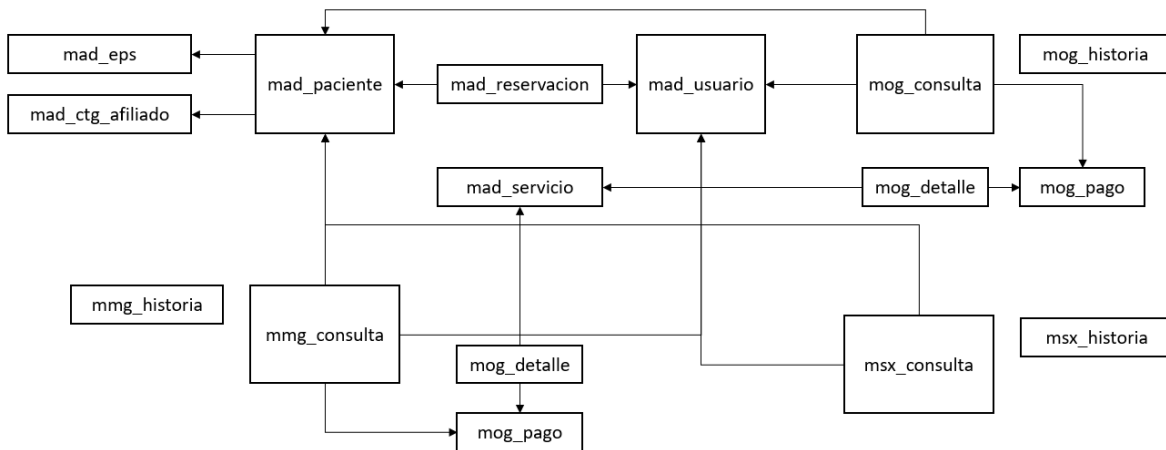 mad_eps
mad_paciente
mad_reservacion
mad_usuario
mog_consulta
mog_historia
mad_ctg_afiliado
mad_servicio
mog_detalle
mog_pago
mmg_historia
mmg_consulta
mog_detalle
msx_consulta
msx_historia
mog_pago